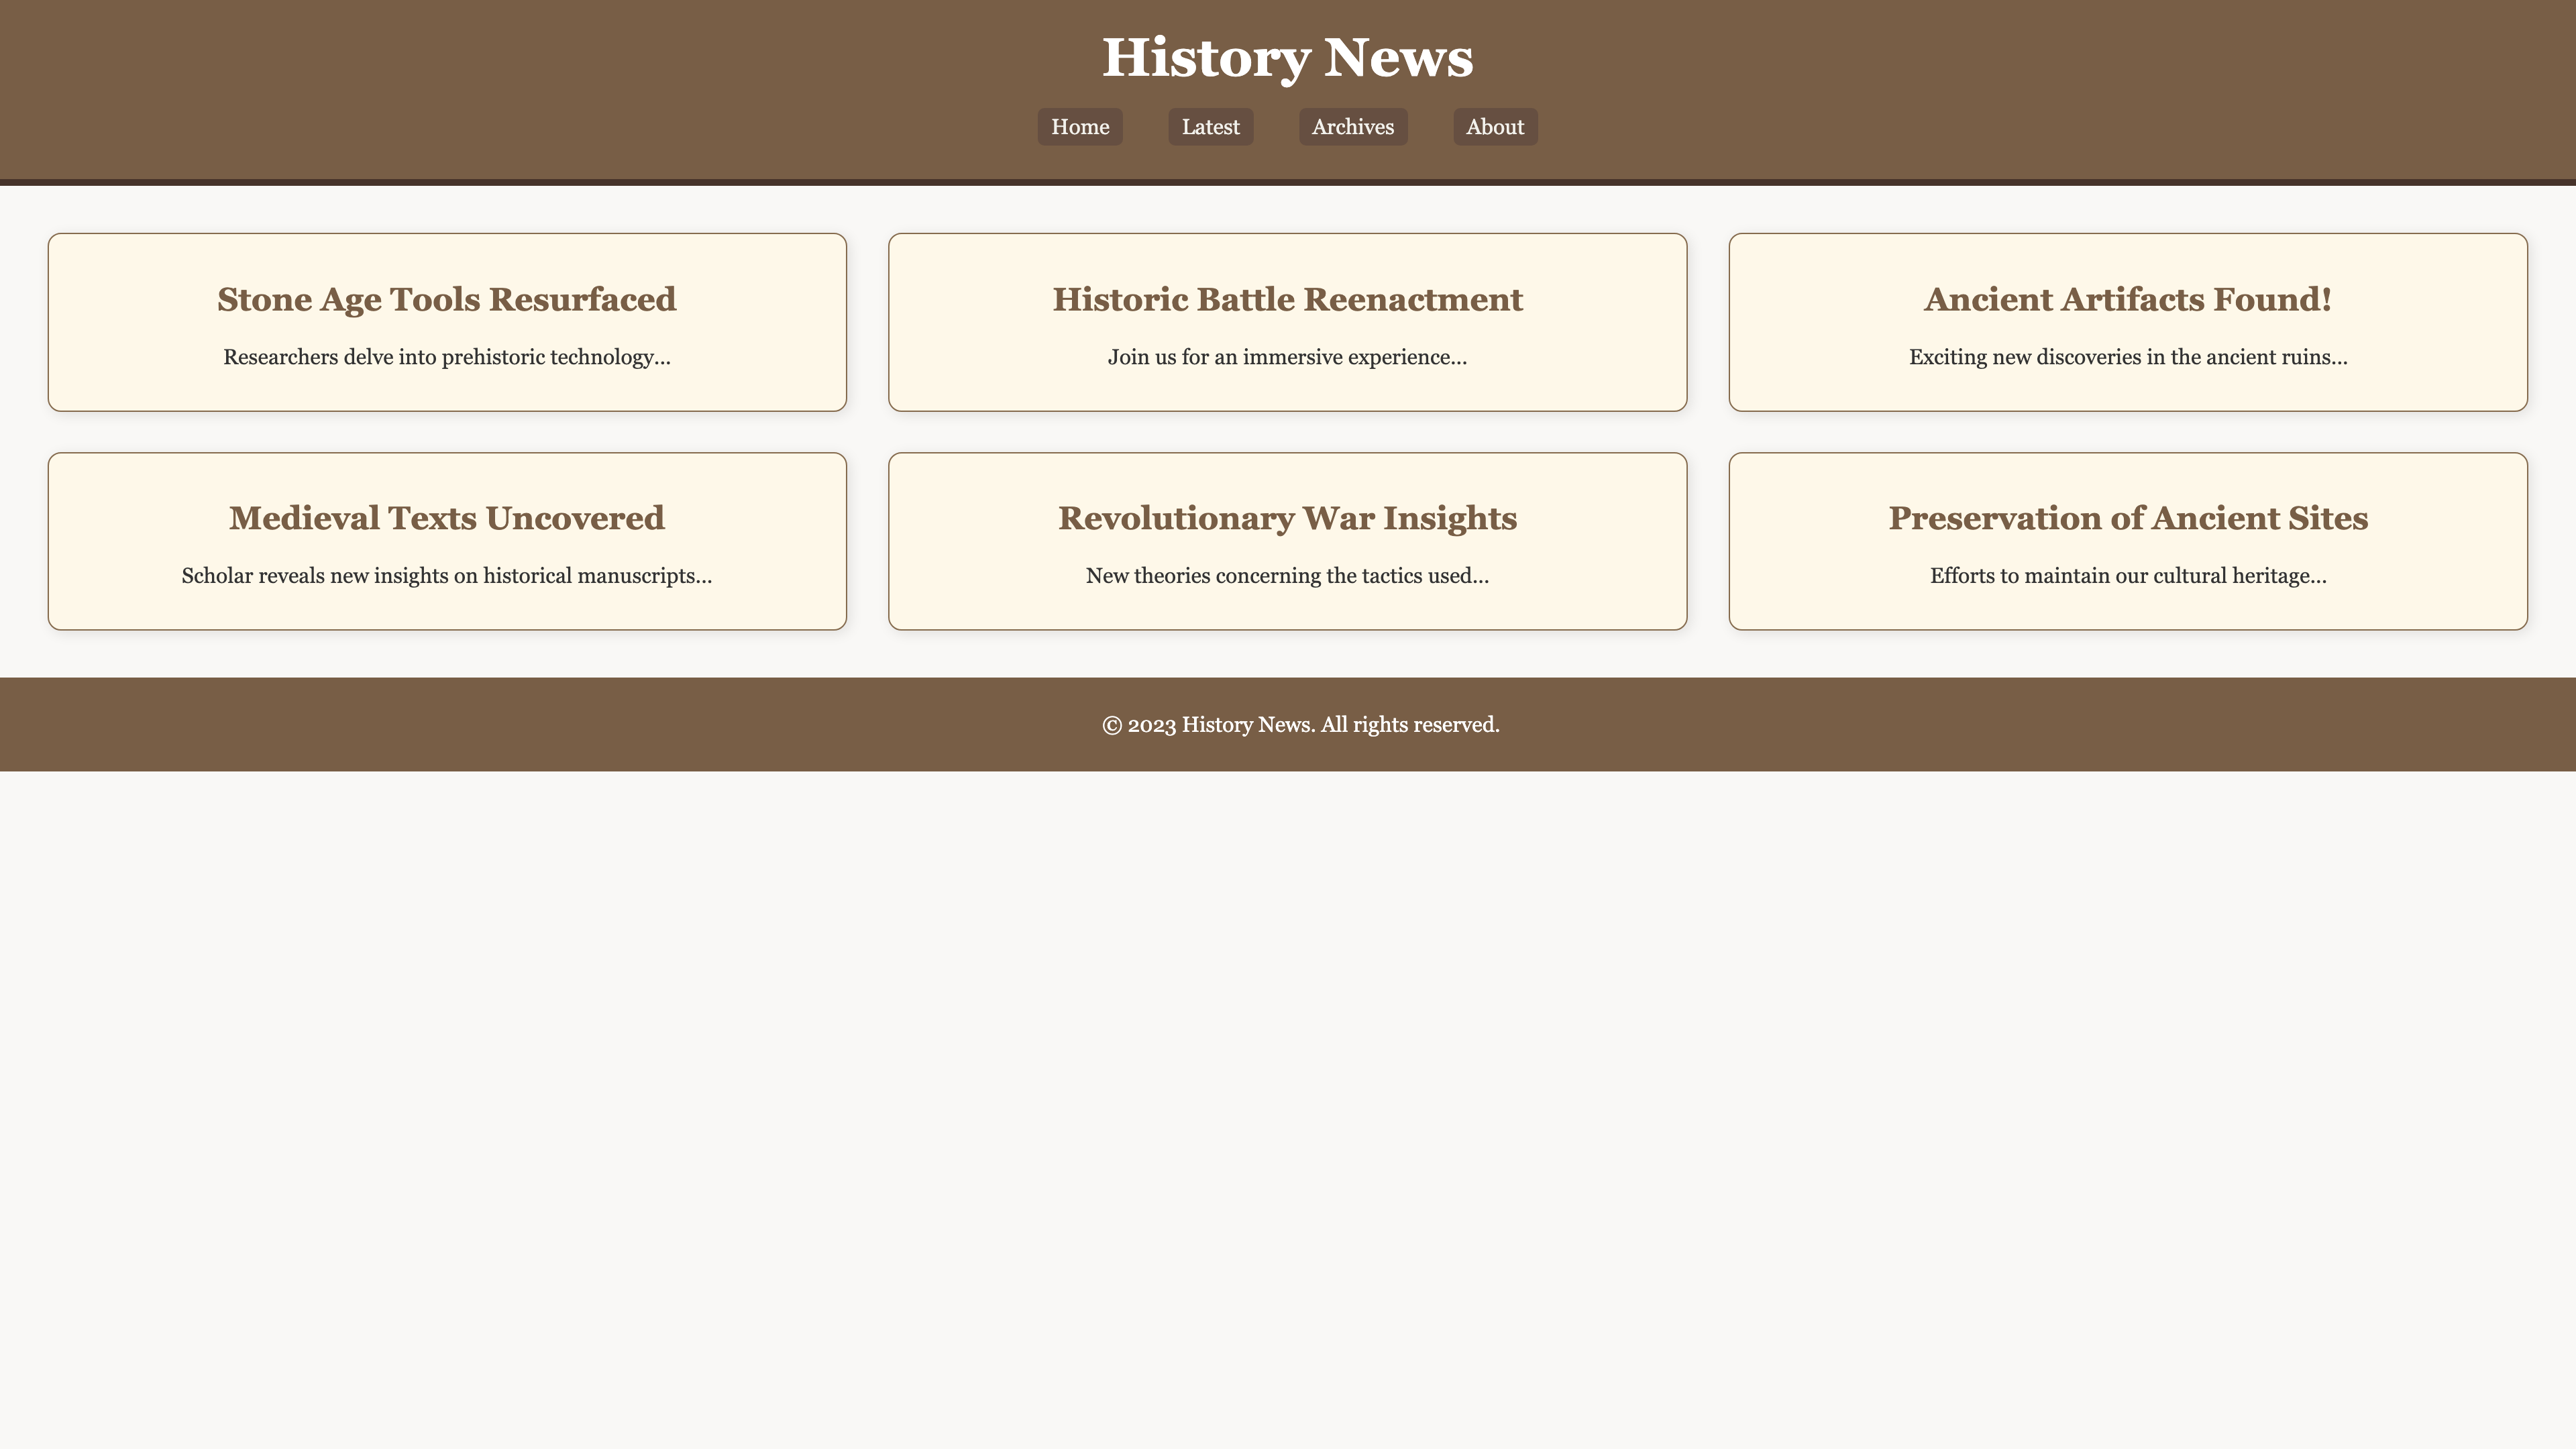 History News
Home Latest Archives About
Stone Age Tools Resurfaced
Researchers delve into prehistoric technology...
Historic Battle Reenactment
Join us for an immersive experience...
Ancient Artifacts Found!
Exciting new discoveries in the ancient ruins...
Medieval Texts Uncovered
Scholar reveals new insights on historical manuscripts...
Revolutionary War Insights
New theories concerning the tactics used...
Preservation of Ancient Sites
Efforts to maintain our cultural heritage...
© 2023 History News. All rights reserved.